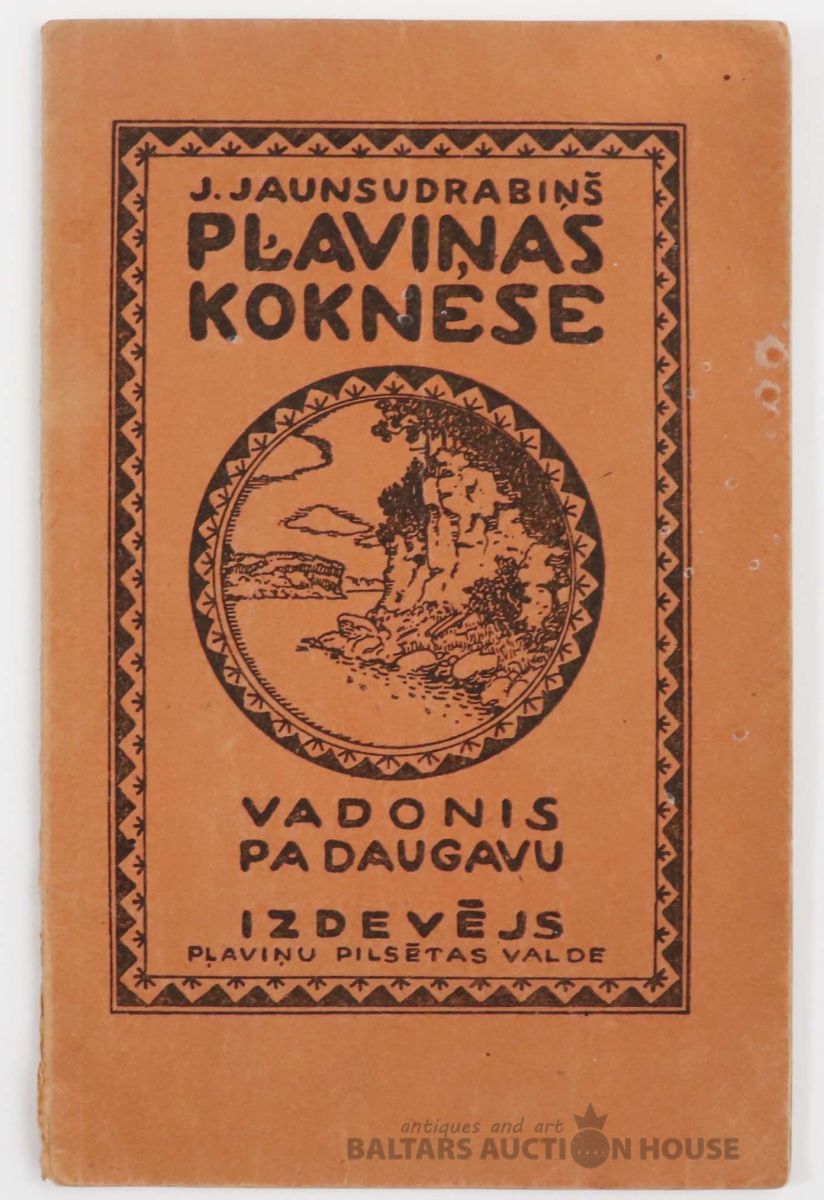 J. JAUNSUDRABIŅŠ
PĻAVIŅAS
KOKNESE
VADONIS
PA DAUGAVU
IZDEVĒJS
PĻAVIŅU PILSĒTAS VALDE
antiques and art
BALTARS AUCTION HOUSE